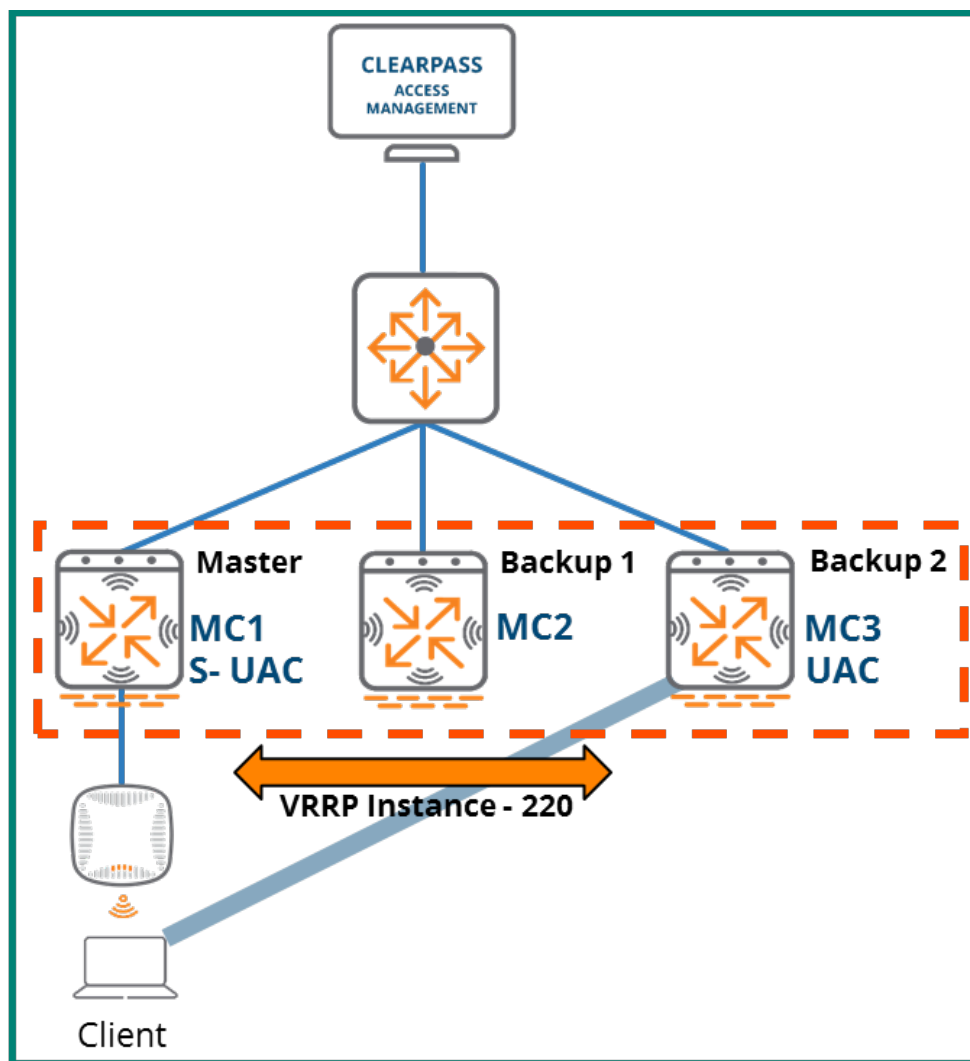 CLEARPASS
ACCESS
MANAGEMENT
Master
MC1
S- UAC
Backup 1
MC2
Backup 2
MC3
UAC
VRRP Instance - 220
Client